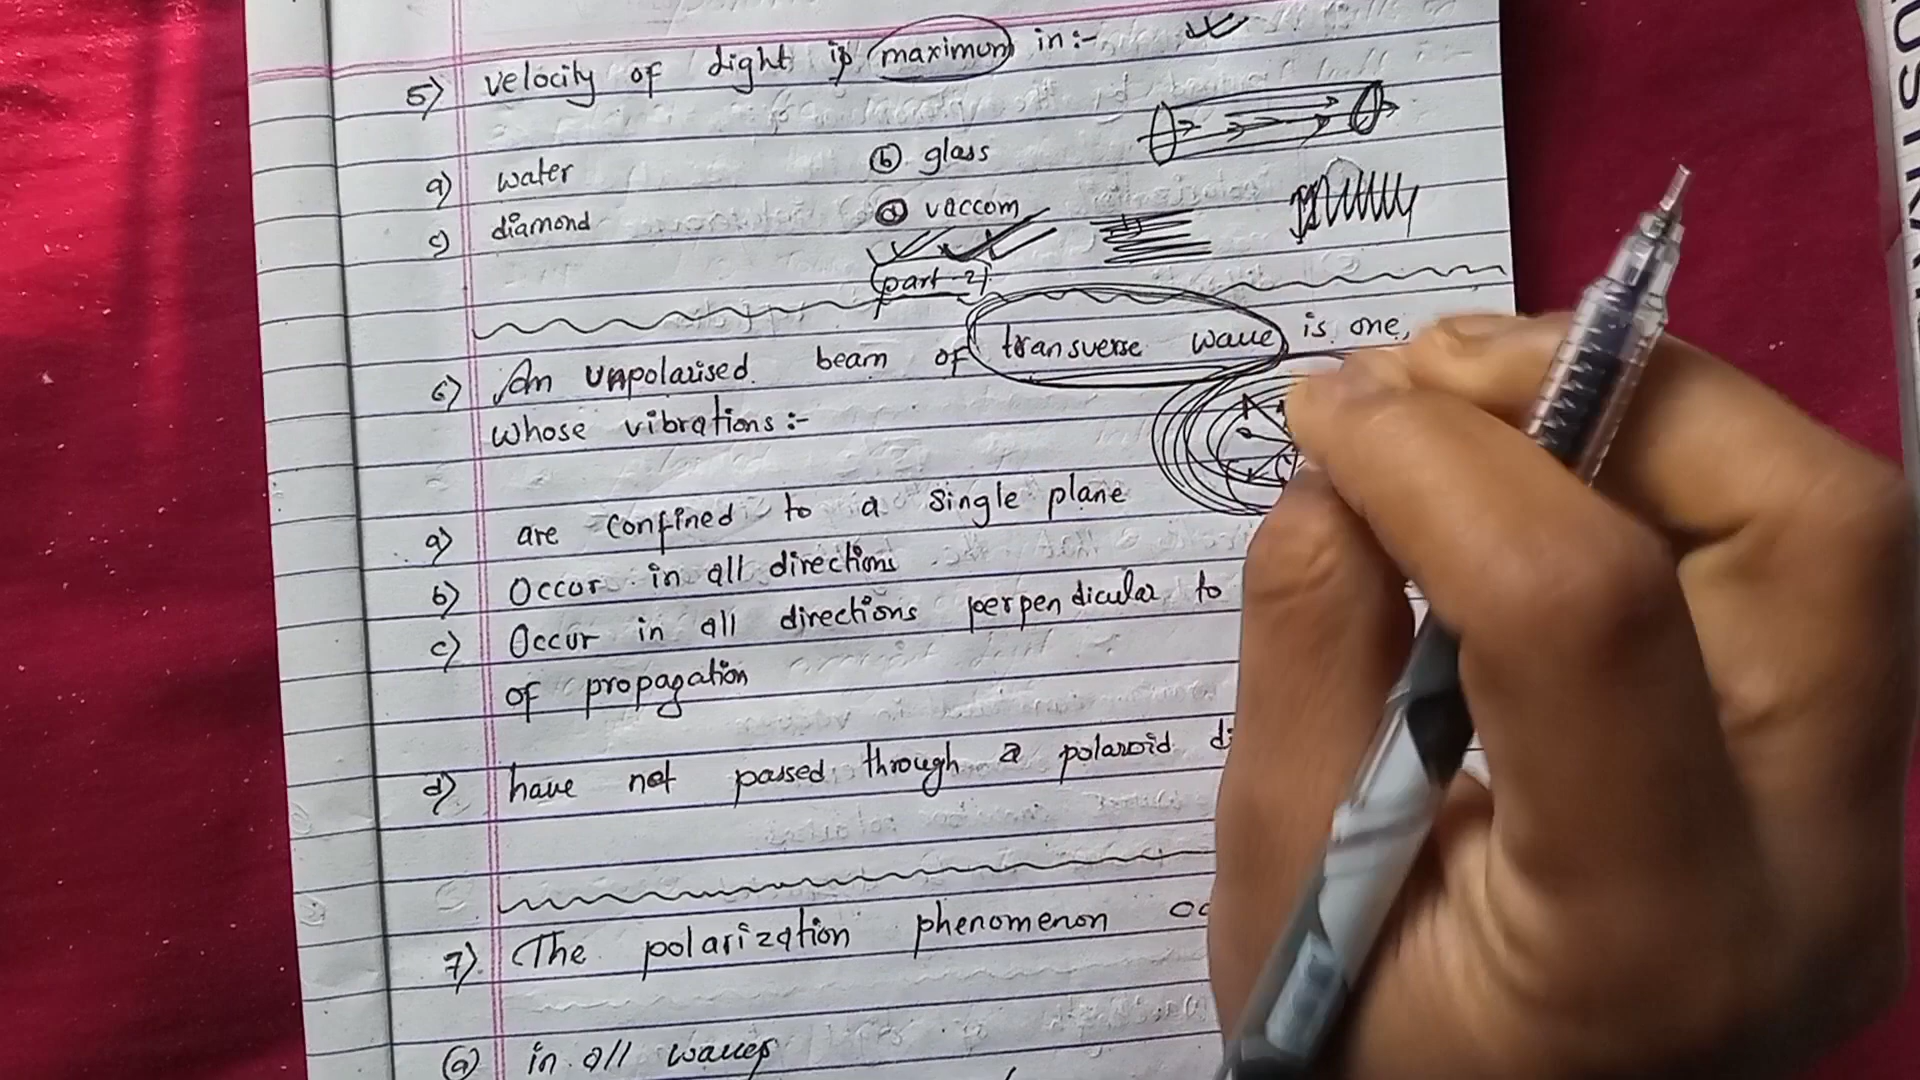 5) velocity of light is maximum in:-
a) water
(b) glass
c) diamond
(d) vaccom
part-2
6) An unpolarised beam of transverse wave is one,
whose vibrations:-
a) are confined to a single plane
b) Occur in all directions
c) Occur in all directions perpendicular to
of propagation
d) have not passed through a polaroid
7) The polarization phenomenon
(a) in all waves